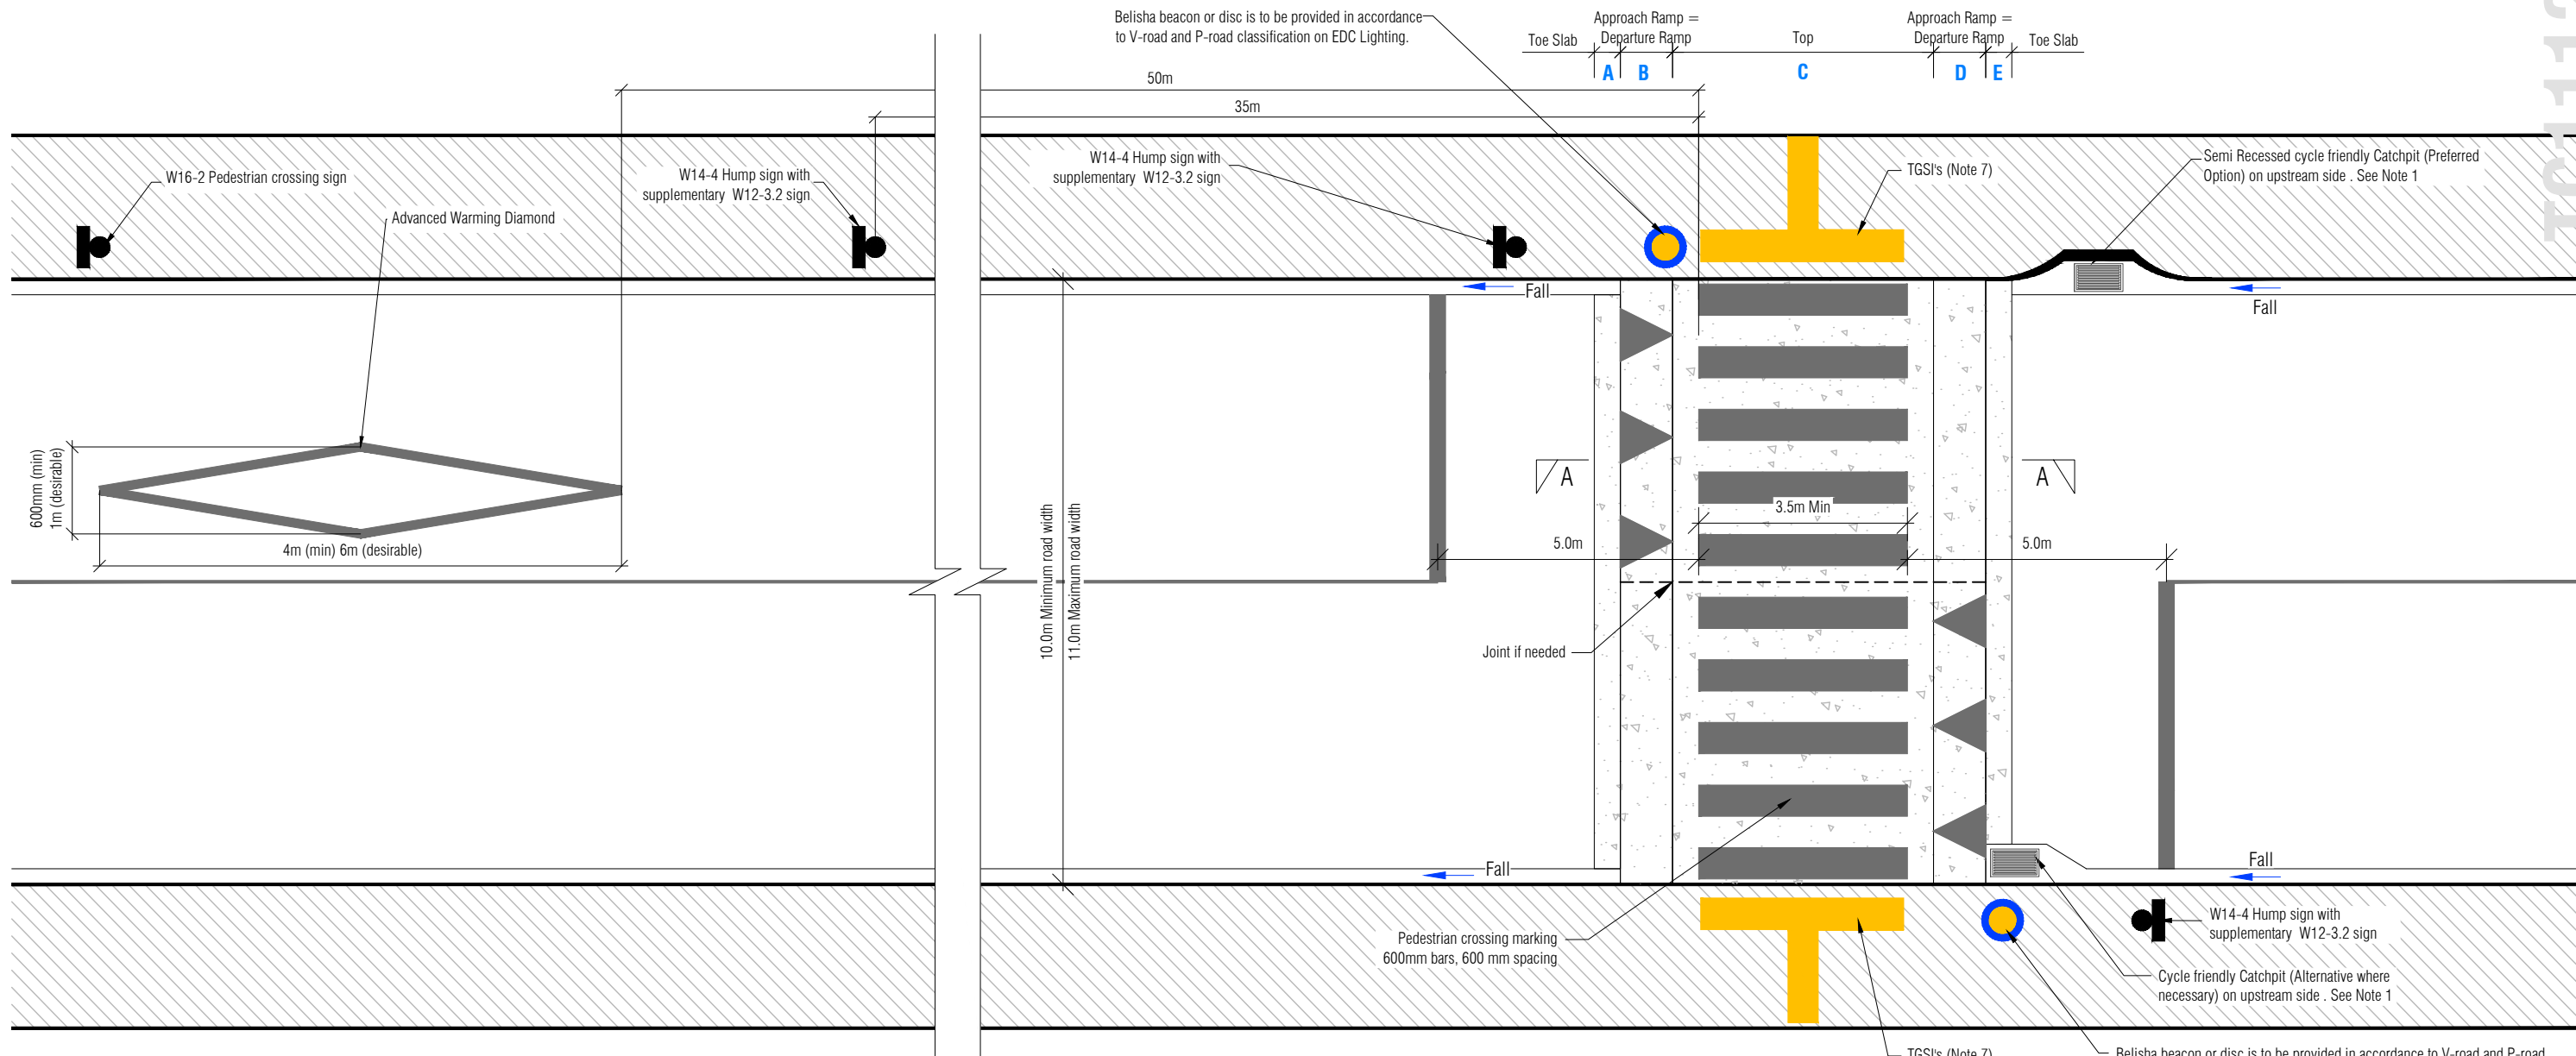 Belisha beacon or disc is to be provided in accordance
to V-road and P-road classification on EDC Lighting.
Toe Slab
Approach Ramp =
Departure Ramp
Top
Approach Ramp =
Departure Ramp
Toe Slab
A
B
C
D
E
50m
35m
W16-2 Pedestrian crossing sign
Advanced Warming Diamond
W14-4 Hump sign with
supplementary W12-3.2 sign
W14-4 Hump sign with
supplementary W12-3.2 sign
TGSI's (Note 7)
Semi Recessed cycle friendly Catchpit (Preferred
Option) on upstream side . See Note 1
Fall
Fall
600mm (min)
1m (desirable)
4m (min) 6m (desirable)
10.0m Minimum road width
11.0m Maximum road width
A
A
3.5m Min
5.0m
5.0m
Joint if needed
Fall
Fall
Pedestrian crossing marking
600mm bars, 600 mm spacing
W14-4 Hump sign with
supplementary W12-3.2 sign
Cycle friendly Catchpit (Alternative where
necessary) on upstream side . See Note 1
TGSI's (Note 7)
Belisha beacon or disc is to be provided in accordance to V-road and P-road